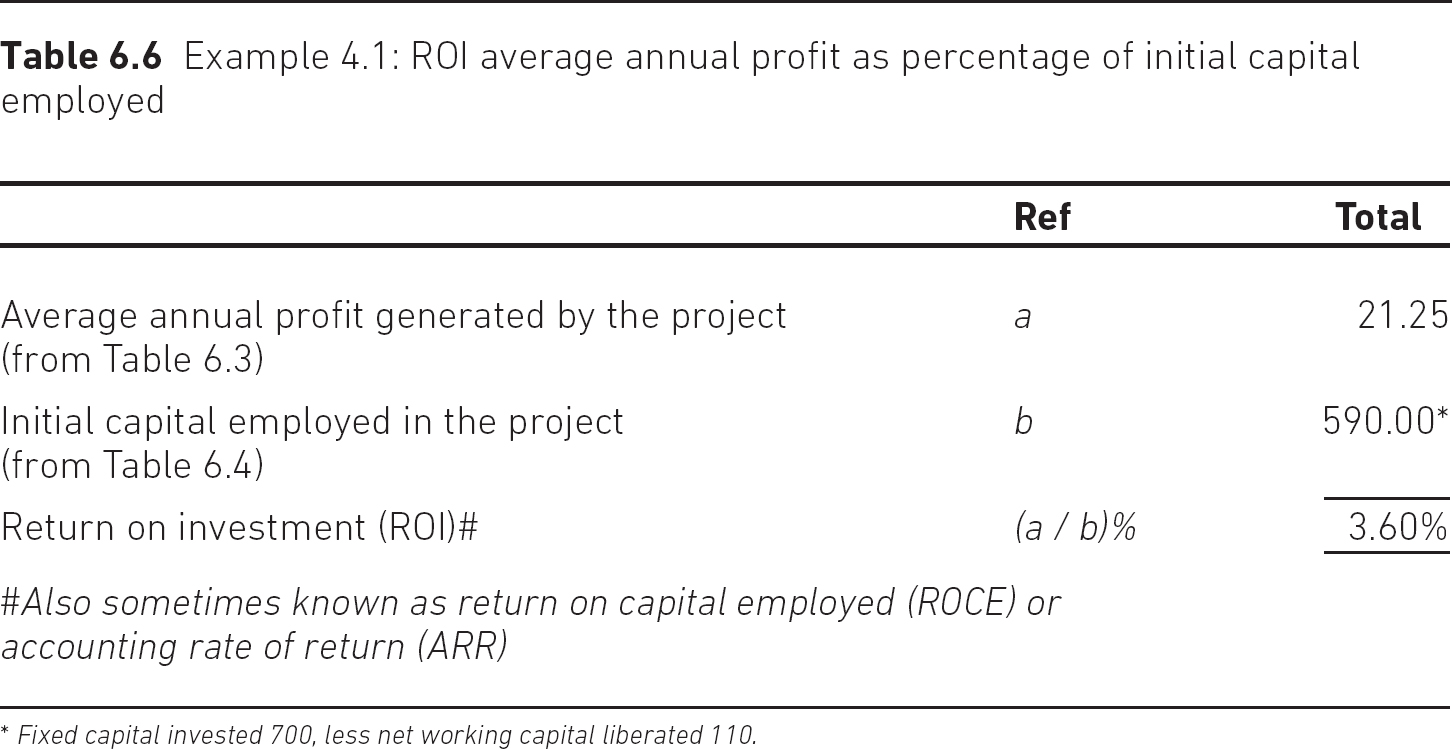 Table 6.6 Example 4.1: ROI average annual profit as percentage of initial capital
employed
Ref Total
Average annual profit generated by the project a 21.25
(from Table 6.3)
Initial capital employed in the project b 590.00*
(from Table 6.4)
Return on investment (ROI)# (a / b)% 3.60%
#Also sometimes known as return on capital employed (ROCE) or
accounting rate of return (ARR)
* Fixed capital invested 700, less net working capital liberated 110.